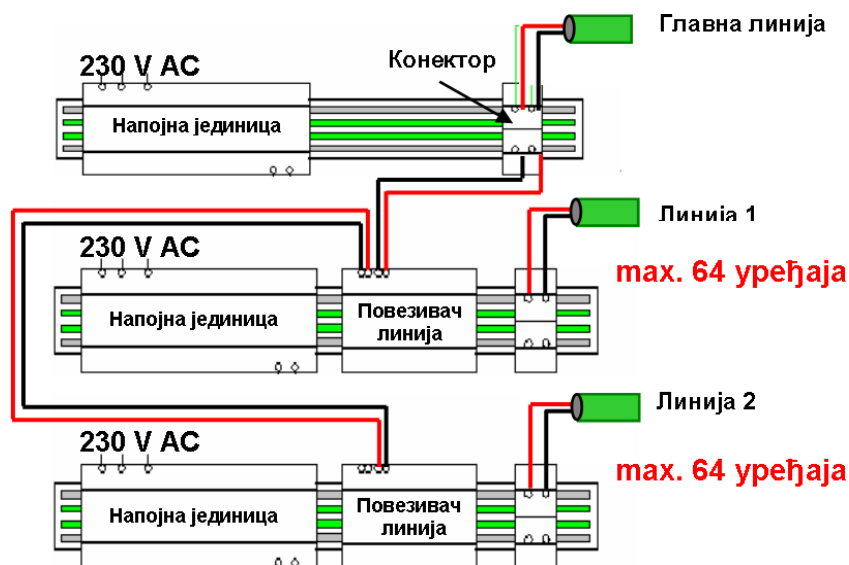 Главна линија
230 V AC
Конектор
Напојна јединица
Линија 1
230 V AC
max. 64 уређаја
Напојна јединица
Повезивач
линија
Линија 2
230 V AC
max. 64 уређаја
Напојна јединица
Повезивач
линија